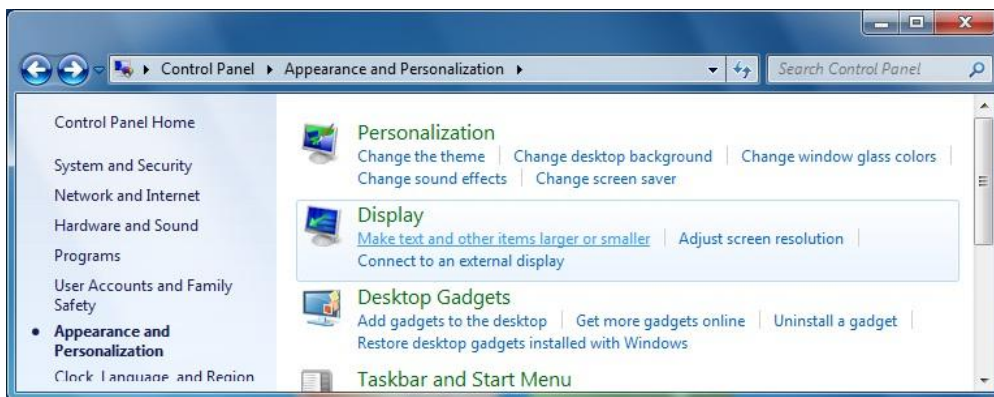 Control Panel Appearance and Personalization Search Control Panel
Control Panel Home
System and Security
Network and Internet
Hardware and Sound
Programs
User Accounts and Family
Safety
Appearance and
Personalization
Clock, Language, and Region
Personalization
Change the theme Change desktop background Change window glass colors
Change sound effects Change screen saver
Display
Make text and other items larger or smaller Adjust screen resolution
Connect to an external display
Desktop Gadgets
Add gadgets to the desktop Get more gadgets online Uninstall a gadget
Restore desktop gadgets installed with Windows
Taskbar and Start Menu